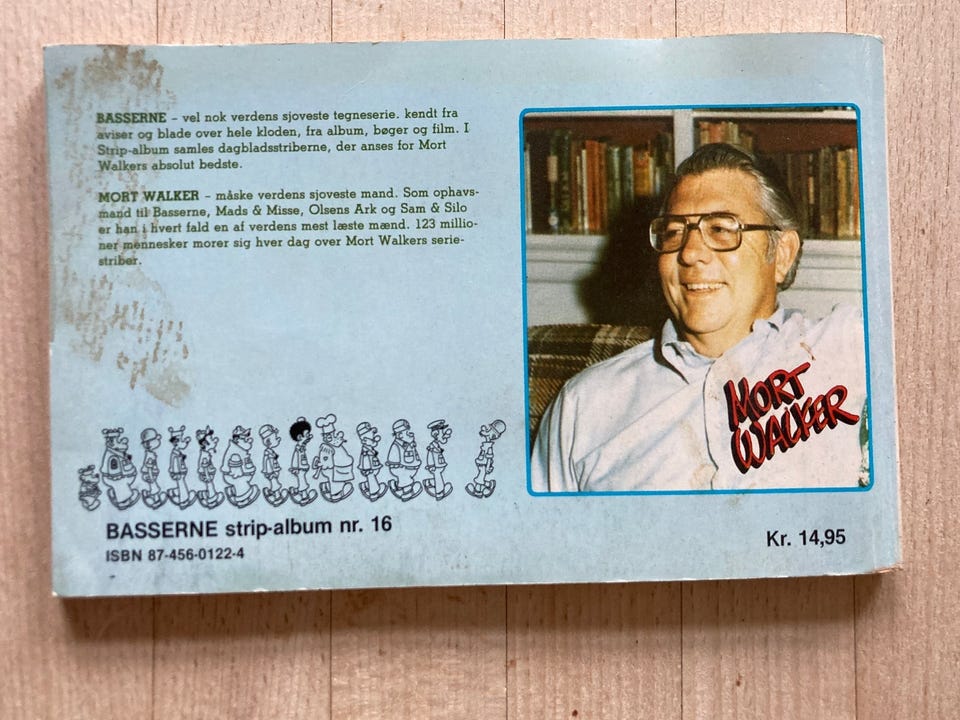 BASSERNE – vel nok verdens sjoveste tegneserie. kendt fra
aviser og blade over hele kloden, fra album, bøger og film. I
Strip-album samles dagbladsstriberne, der anses for Mort
Walkers absolut bedste.
MORT WALKER – måske verdens sjoveste mand. Som ophavs-
mand til Basserne, Mads & Misse, Olsens Ark og Sam & Silo
er han i hvert fald en af verdens mest læste mænd. 123 millio-
ner mennesker morer sig hver dag over Mort Walkers serie-
striber.
MORT
WALKER
BASSERNE strip-album nr. 16
ISBN 87-456-0122-4
Kr. 14,95